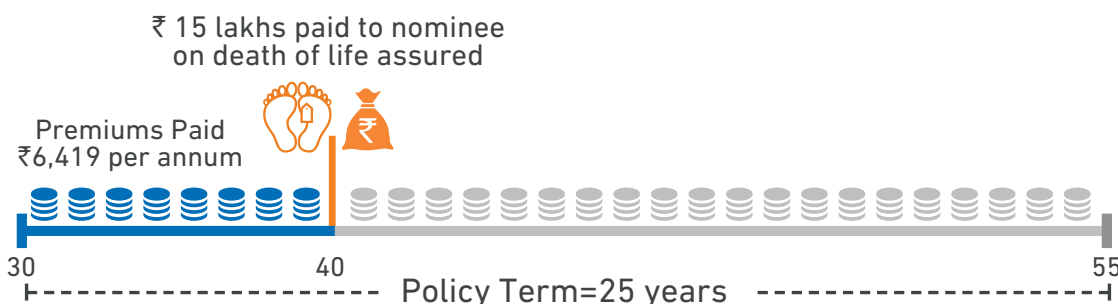 ₹ 15 lakhs paid to nominee
on death of life assured
₹
Premiums Paid
₹6,419 per annum
30
40
55
Policy Term=25 years